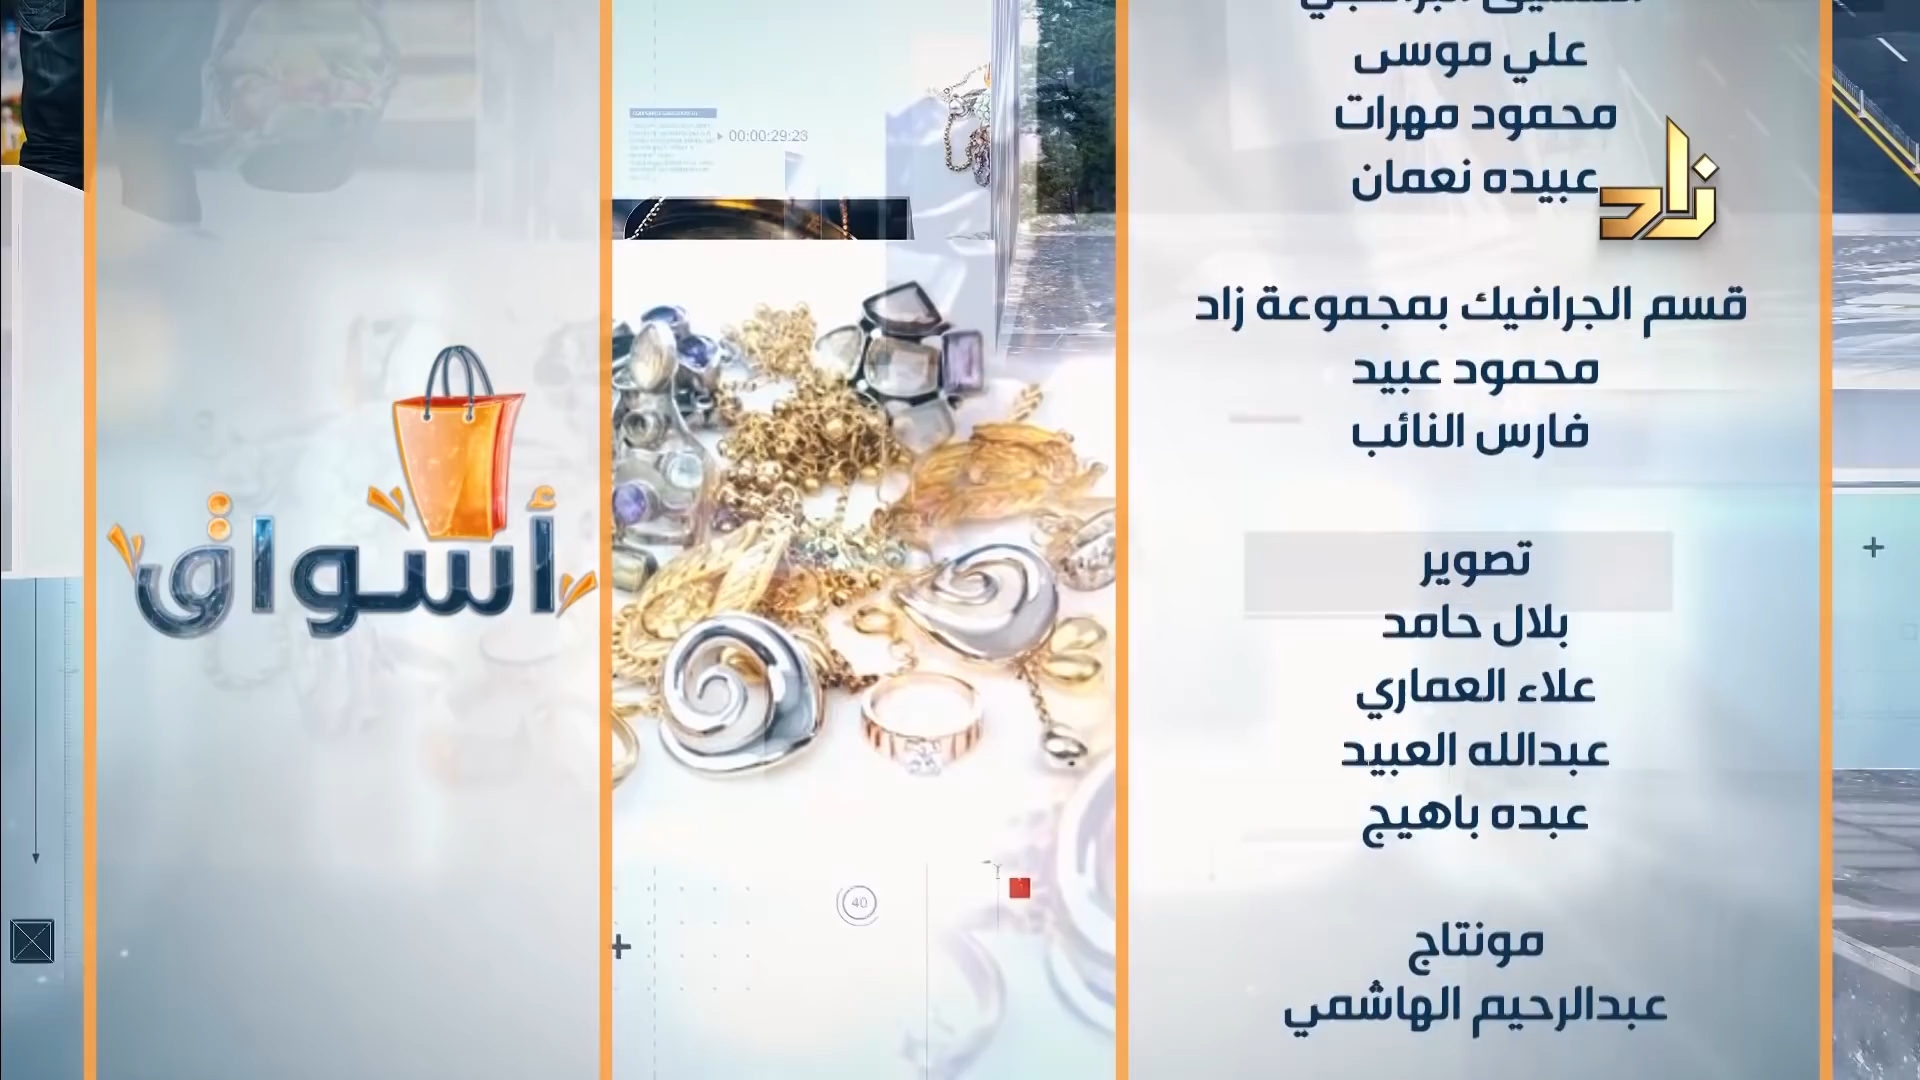 علي موسى
محمود مهرات
عبيده نعمان
زاد
قسم الجرافيك بمجموعة زاد
محمود عبيد
فارس النائب
تصوير
بلال حامد
علاء العماري
عبدالله العبيد
عبده باهيج
مونتاج
عبدالرحيم الهاشمي
أسواق
00:00:29:23
40